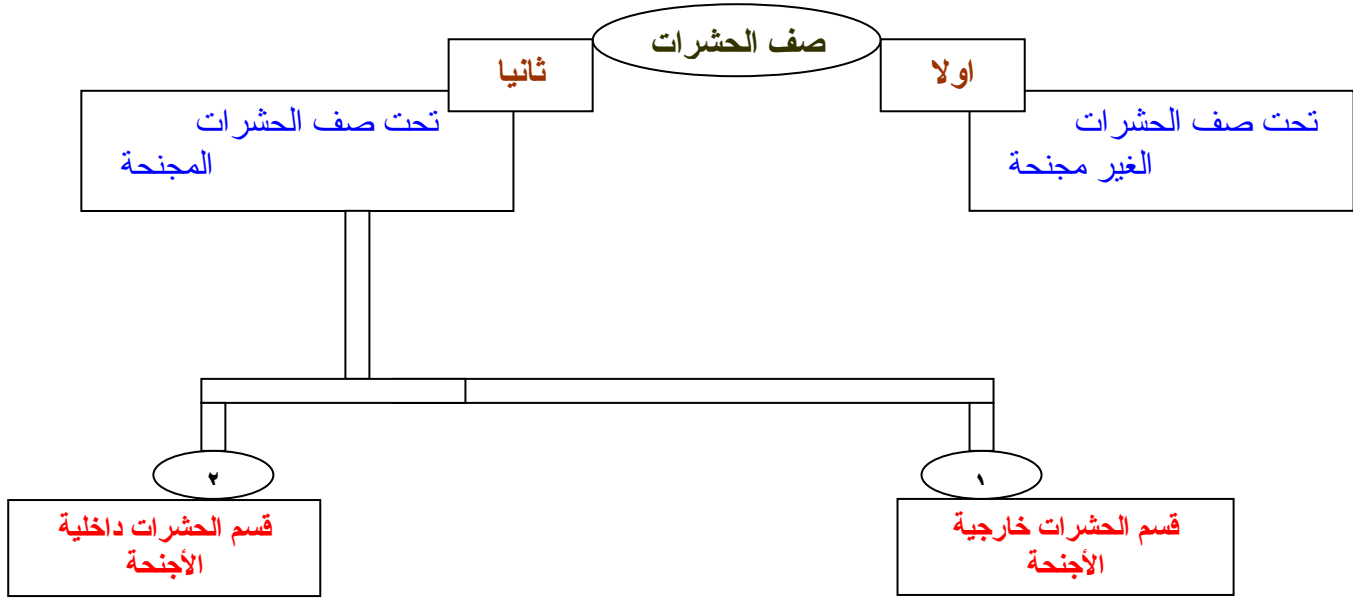 صف الحشرات
اولا
ثانيا
تحت صف الحشرات
الغير مجنحة
تحت صف الحشرات
المجنحة
١
٢
قسم الحشرات خارجية
الأجنحة
قسم الحشرات داخلية
الأجنحة